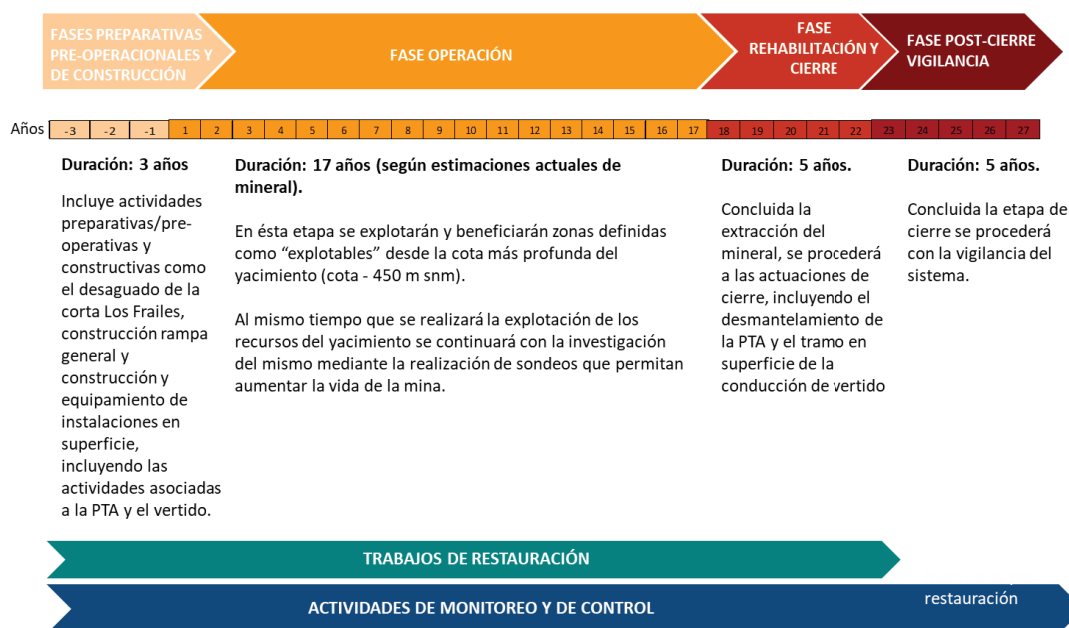 FASES PREPARATIVAS
PRE-OPERACIONALES Y
DE CONSTRUCCIÓN
FASE OPERACIÓN
FASE
REHABILITACIÓN Y
CIERRE
FASE POST-CIERRE
VIGILANCIA
Años -3 -2 -1 1 2 3 4 5 6 7 8 9 10 11 12 13 14 15 16 17 18 19 20 21 22 23 24 25 26 27
Duración: 3 años
Incluye actividades
preparativas/pre-
operativas y
constructivas como
el desaguado de la
corta Los Frailes,
construcción rampa
general y
construcción y
equipamiento de
instalaciones en
superficie,
incluyendo las
actividades asociadas
a la PTA y el vertido.
Duración: 17 años (según estimaciones actuales de
mineral).
En ésta etapa se explotarán y beneficiarán zonas definidas
como “explotables” desde la cota más profunda del
yacimiento (cota - 450 m snm).
Al mismo tiempo que se realizará la explotación de los
recursos del yacimiento se continuará con la investigación
del mismo mediante la realización de sondeos que permitan
aumentar la vida de la mina.
Duración: 5 años.
Concluida la
extracción del
mineral, se procederá
a las actuaciones de
cierre, incluyendo el
desmantelamiento de
la PTA y el tramo en
superficie de la
conducción de vertido
Duración: 5 años.
Concluida la etapa de
cierre se procederá
con la vigilancia del
sistema.
TRABAJOS DE RESTAURACIÓN
restauración
ACTIVIDADES DE MONITOREO Y DE CONTROL